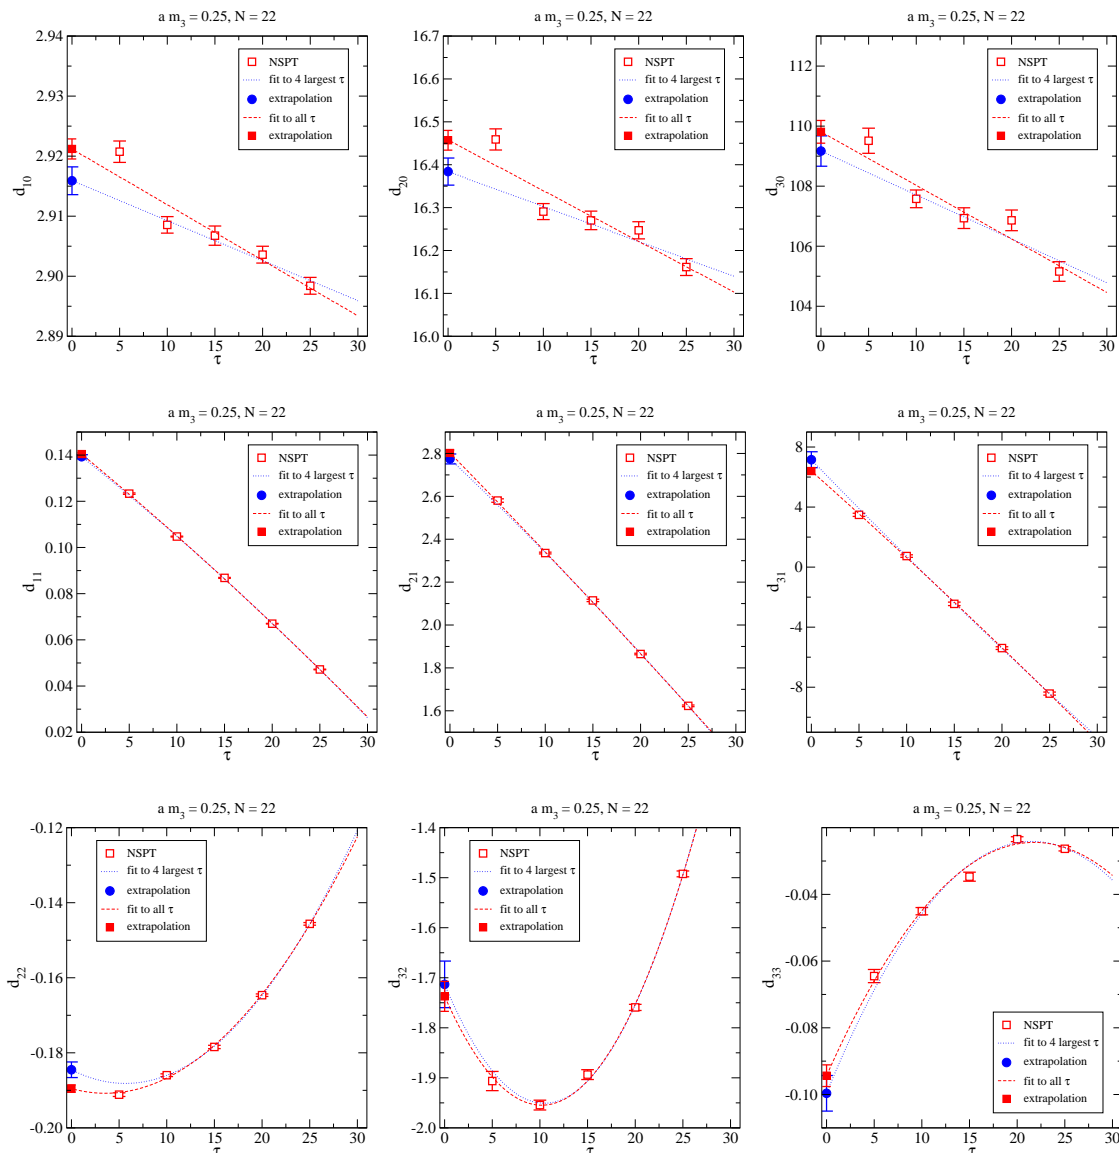 a m3 = 0.25, N = 22
2.94
2.93
2.92
2.91
2.90
2.89
d10
0 5 10 15 20 25 30
τ
NSPT
fit to 4 largest τ
extrapolation
fit to all τ
extrapolation
a m3 = 0.25, N = 22
16.7
16.6
16.5
16.4
16.3
16.2
16.1
16.0
d20
0 5 10 15 20 25 30
τ
NSPT
fit to 4 largest τ
extrapolation
fit to all τ
extrapolation
a m3 = 0.25, N = 22
112
110
108
106
104
d30
0 5 10 15 20 25 30
τ
NSPT
fit to 4 largest τ
extrapolation
fit to all τ
extrapolation
a m3 = 0.25, N = 22
0.14
0.12
0.10
0.08
0.06
0.04
0.02
d11
0 5 10 15 20 25 30
τ
NSPT
fit to 4 largest τ
extrapolation
fit to all τ
extrapolation
a m3 = 0.25, N = 22
2.8
2.6
2.4
2.2
2.0
1.8
1.6
d21
0 5 10 15 20 25 30
τ
NSPT
fit to 4 largest τ
extrapolation
fit to all τ
extrapolation
a m3 = 0.25, N = 22
8
4
0
-4
-8
d31
0 5 10 15 20 25 30
τ
NSPT
fit to 4 largest τ
extrapolation
fit to all τ
extrapolation
a m3 = 0.25, N = 22
-0.12
-0.14
-0.16
-0.18
-0.20
d22
0 5 10 15 20 25 30
τ
NSPT
fit to 4 largest τ
extrapolation
fit to all τ
extrapolation
a m3 = 0.25, N = 22
-1.4
-1.5
-1.6
-1.7
-1.8
-1.9
-2.0
d32
0 5 10 15 20 25 30
τ
NSPT
fit to 4 largest τ
extrapolation
fit to all τ
extrapolation
a m3 = 0.25, N = 22
-0.04
-0.06
-0.08
-0.10
d33
0 5 10 15 20 25 30
τ
NSPT
fit to 4 largest τ
extrapolation
fit to all τ
extrapolation